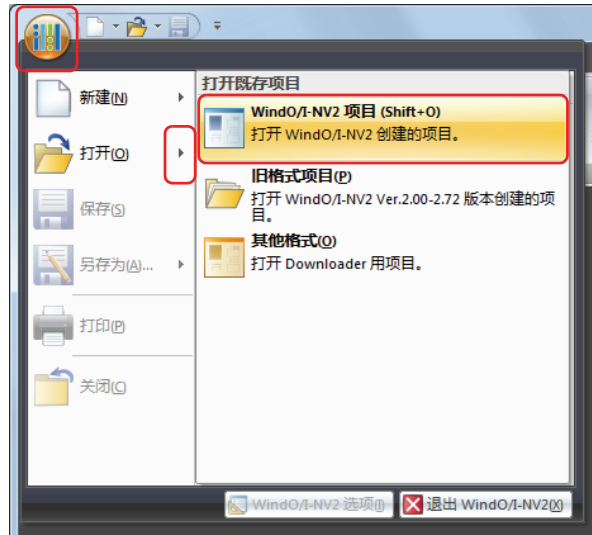 新建(N)
打开(O)
保存(S)
另存为(A)...
打印(P)
关闭(C)
打开既存项目
WindO/I-NV2 项目 (Shift+O)
打开 WindO/I-NV2 创建的项目。
旧格式项目(P)
打开 WindO/I-NV2 Ver.2.00-2.72 版本创建的项
目。
其他格式(O)
打开 Downloader 用项目。
WindO/I-NV2 选项(I)
退出 WindO/I-NV2(X)